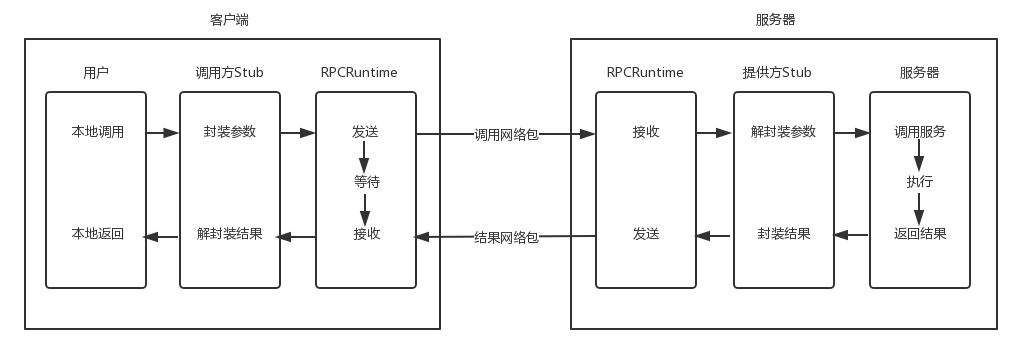 客户端
服务器
用户
调用方Stub
RPCRuntime
RPCRuntime
提供方Stub
服务器
本地调用
封装参数
发送
调用网络包
接收
解封装参数
调用服务
等待
执行
本地返回
解封装结果
接收
结果网络包
发送
封装结果
返回结果